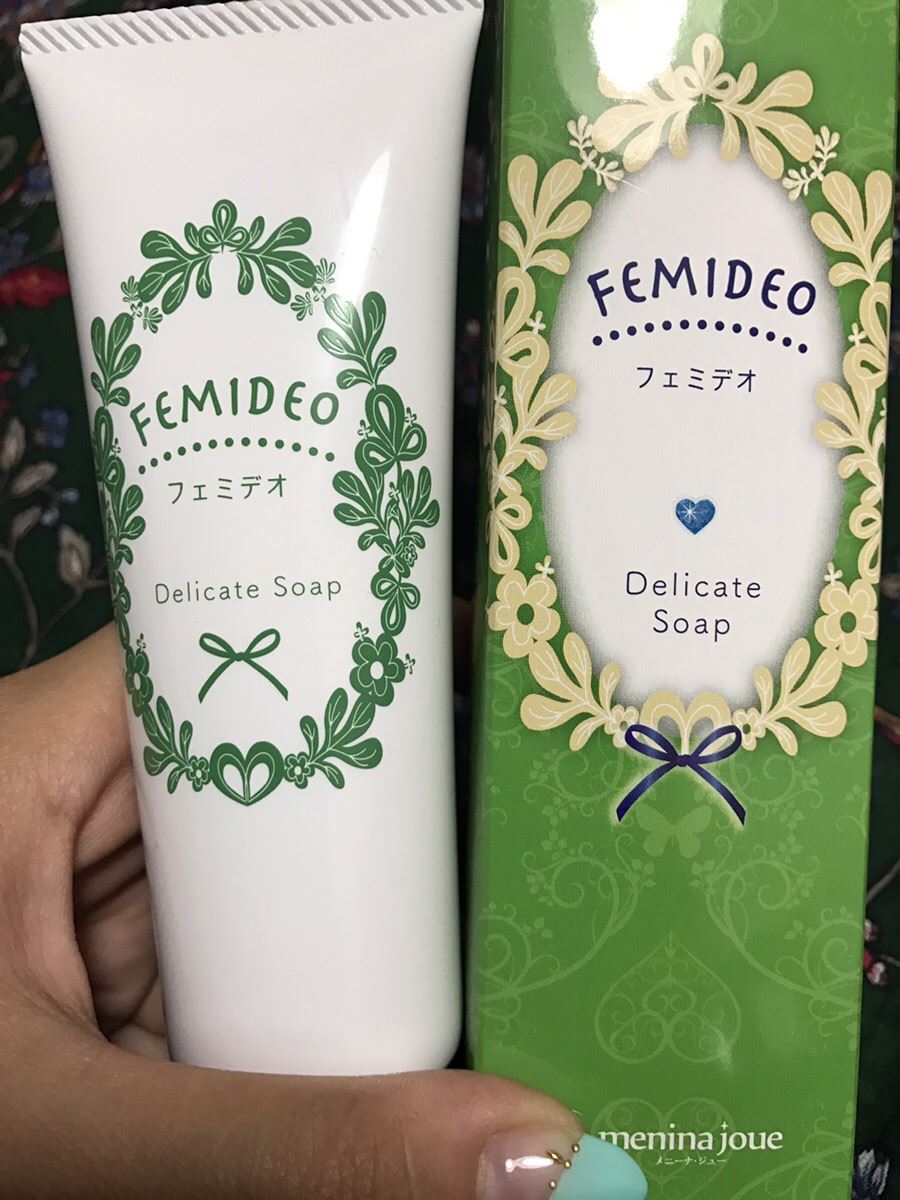 FEMIDEO
フェミデオ
Delicate Soap
FEMIDEO
フェミデオ
Delicate
Soap
menina joue
メニーナ・ジュー